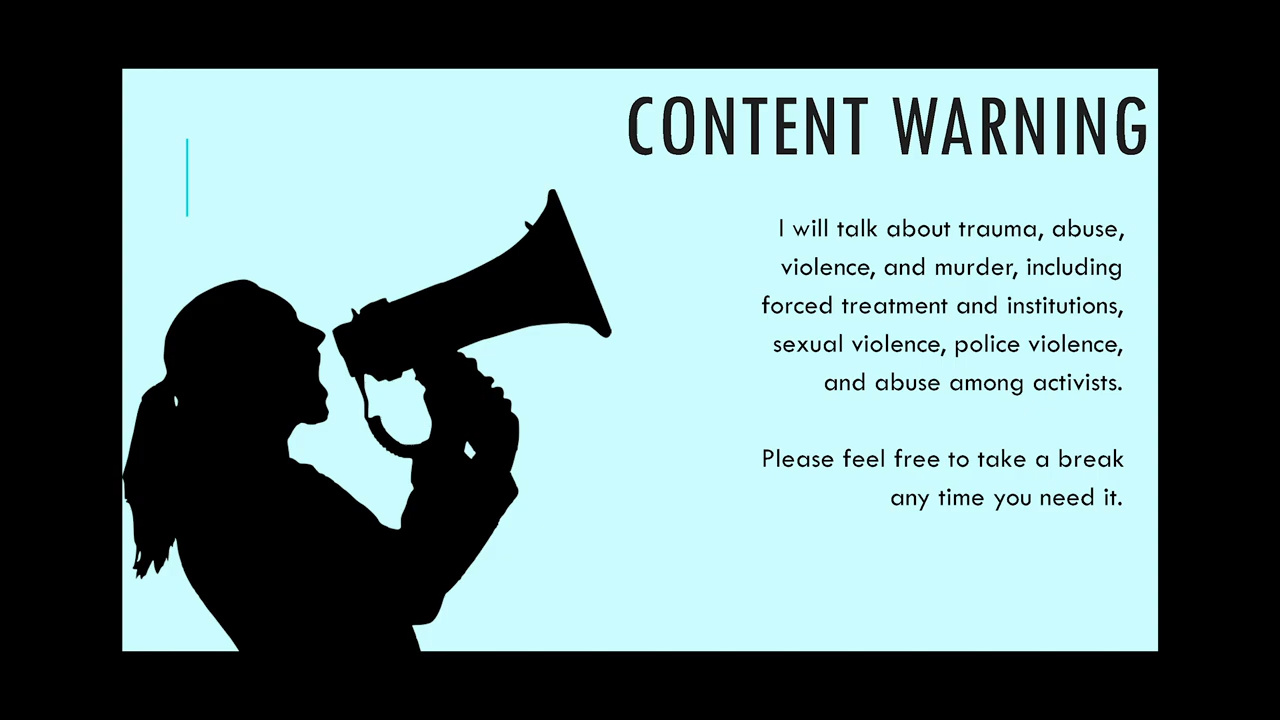 CONTENT WARNING
I will talk about trauma, abuse,
violence, and murder, including
forced treatment and institutions,
sexual violence, police violence,
and abuse among activists.
Please feel free to take a break
any time you need it.